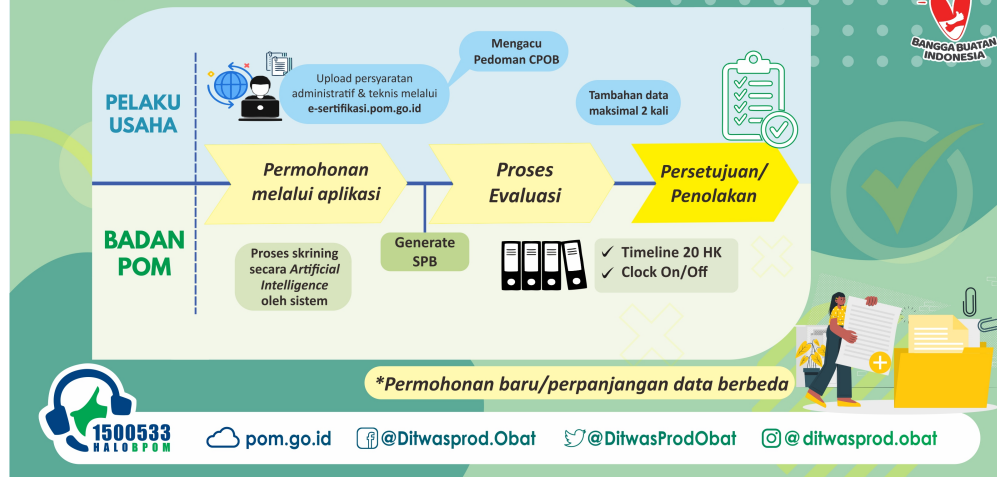 BANGGA BUATAN
INDONESIA
PELAKU
USAHA
Upload persyaratan
administratif & teknis melalui
e-sertifikasi.pom.go.id
Mengacu
Pedoman CPOB
Tambahan data
maksimal 2 kali
Permohonan
melalui aplikasi
Proses
Evaluasi
Persetujuan/
Penolakan
BADAN
POM
Proses skrining
secara Artificial
Intelligence
oleh sistem
Generate
SPB
✓ Timeline 20 HK
✓ Clock On/Off
*Permohonan baru/perpanjangan data berbeda
1500533
HALOBPOM
pom.go.id
@Ditwasprod.Obat
@DitwasProdObat
@ditwasprod.obat